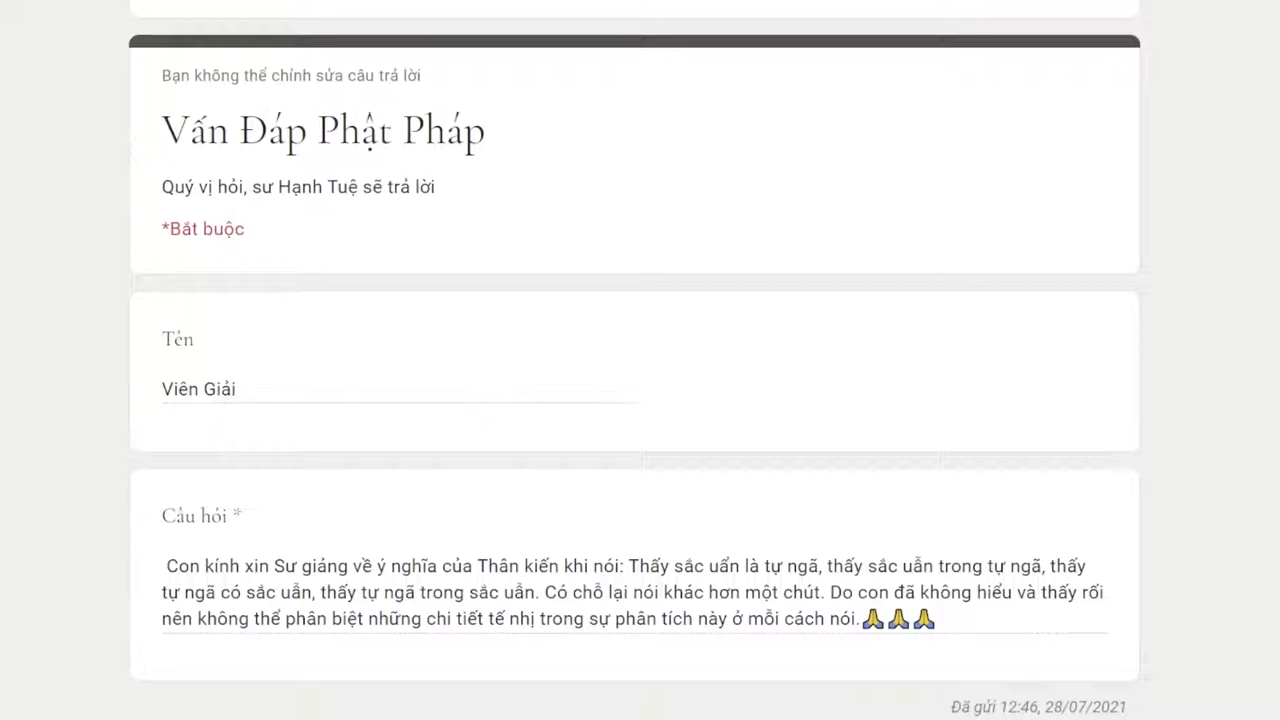 Bạn không thể chỉnh sửa câu trả lời
Vấn Đáp Phật Pháp
Quý vị hỏi, sư Hạnh Tuệ sẽ trả lời
*Bắt buộc
Tên
Viên Giải
Câu hỏi *
Con kính xin Sư giảng về ý nghĩa của Thân kiến khi nói: Thấy sắc uẩn là tự ngã, thấy sắc uẫn trong tự ngã, thấy
tự ngã có sắc uẫn, thấy tự ngã trong sắc uẫn. Có chỗ lại nói khác hơn một chút. Do con đã không hiểu và thấy rối
nên không thể phân biệt những chi tiết tế nhị trong sự phân tích này ở mỗi cách nói.🙏🙏🙏
Đã gửi 12:46, 28/07/2021